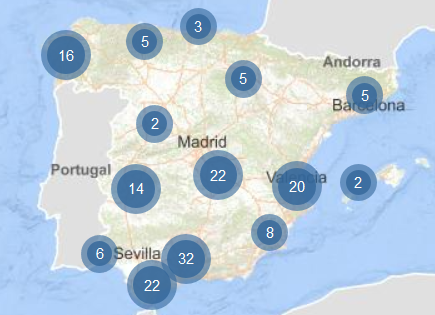 3
5
16
Andorra
5
5
Barcelona
2
Madrid
Portugal
14
22
Valencia
20
2
8
6
Sevilla
32
22